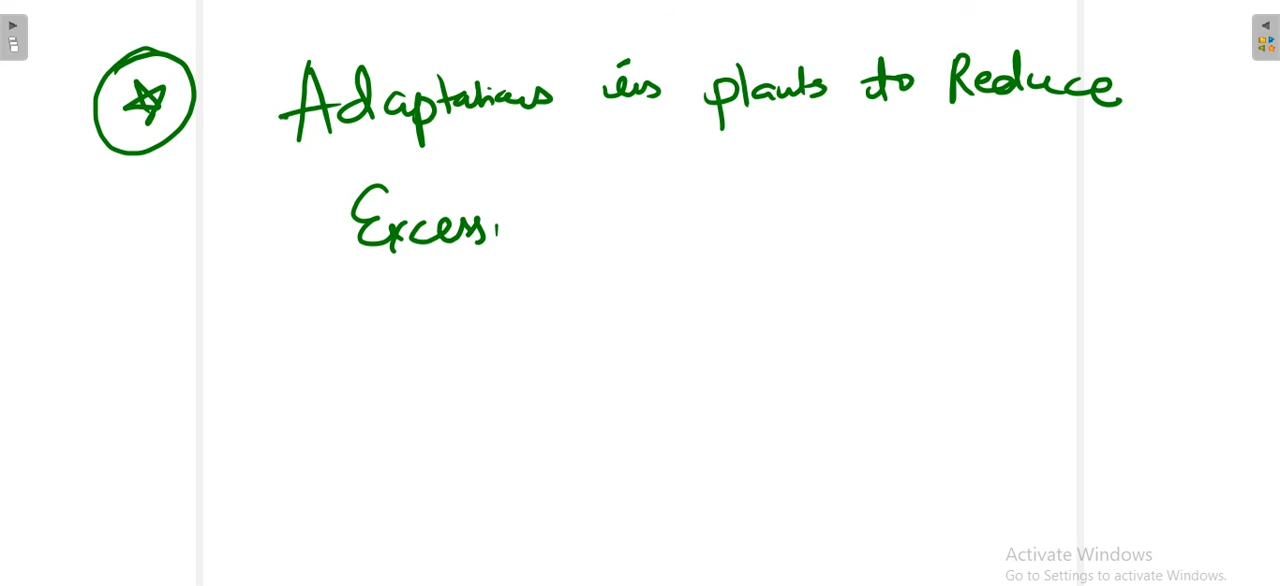 Adaptations in plants to Reduce
Excess
Activate Windows
Go to Settings to activate Windows.